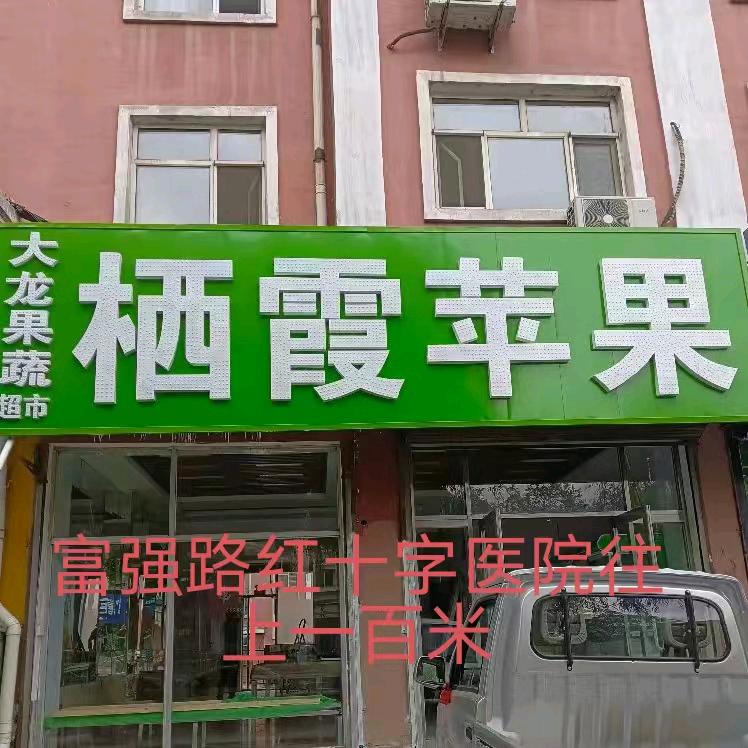 大龙果蔬
超市
栖霞苹果
富强路红十字医院往
上一百米